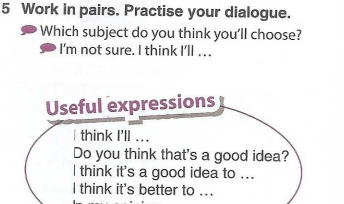 5 Work in pairs. Practise your dialogue.
Which subject do you think you'll choose?
I'm not sure. I think I'll ...
Useful expressions
I think I'll ...
Do you think that's a good idea?
I think it's a good idea to ...
I think it's better to ...